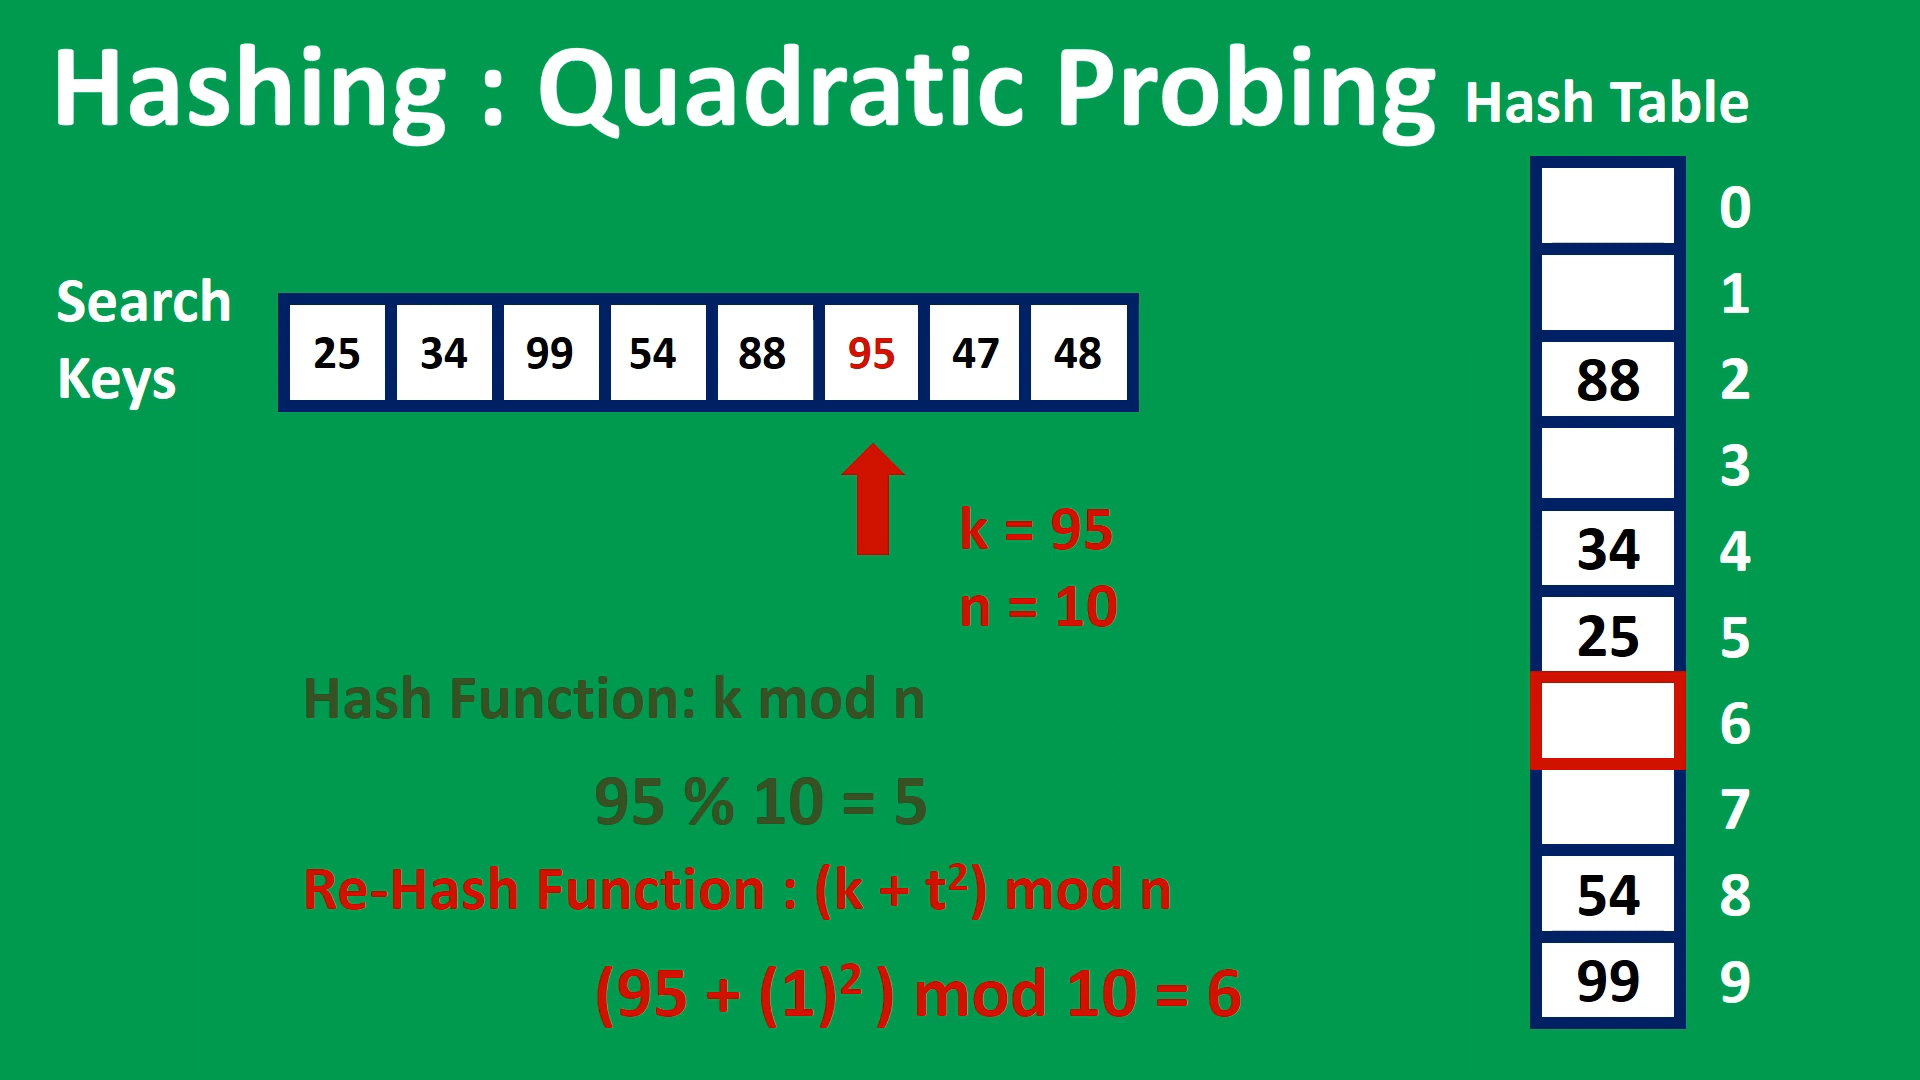 Hashing : Quadratic Probing
Hash Table
Search
Keys
25 34 99 54 88 95 47 48
k = 95
n = 10
Hash Function: k mod n
95 % 10 = 5
Re-Hash Function : (k + t²) mod n
(95 + (1)² ) mod 10 = 6
0
1
88 2
3
34 4
25 5
6
7
54 8
99 9